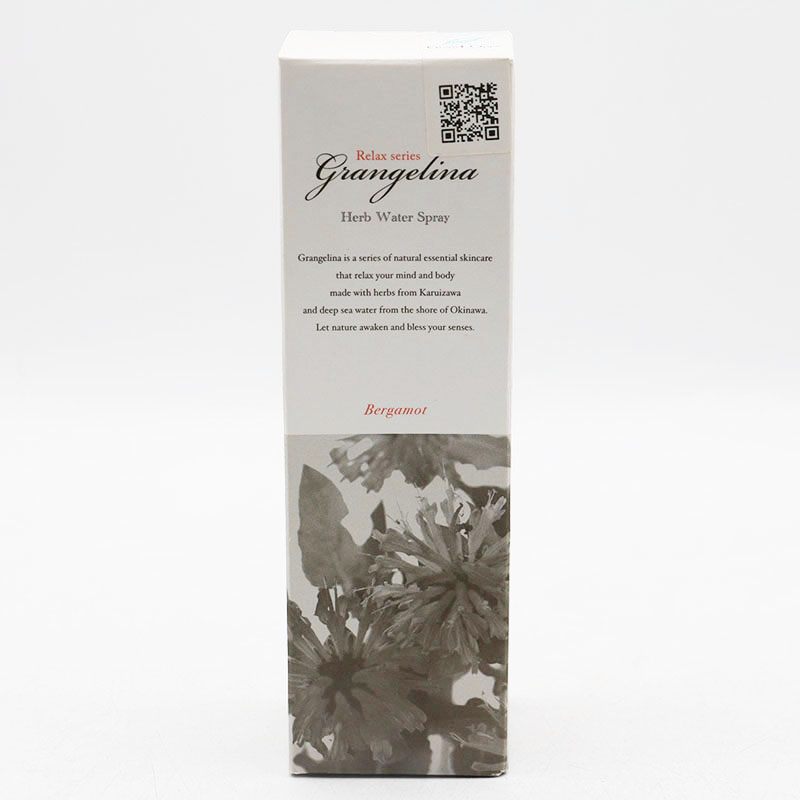 Relax series
Grangelina
Herb Water Spray
Grangelina is a series of natural essential skincare
that relax your mind and body
made with herbs from Karuizawa
and deep sea water from the shore of Okinawa.
Let nature awaken and bless your senses.
Bergamot